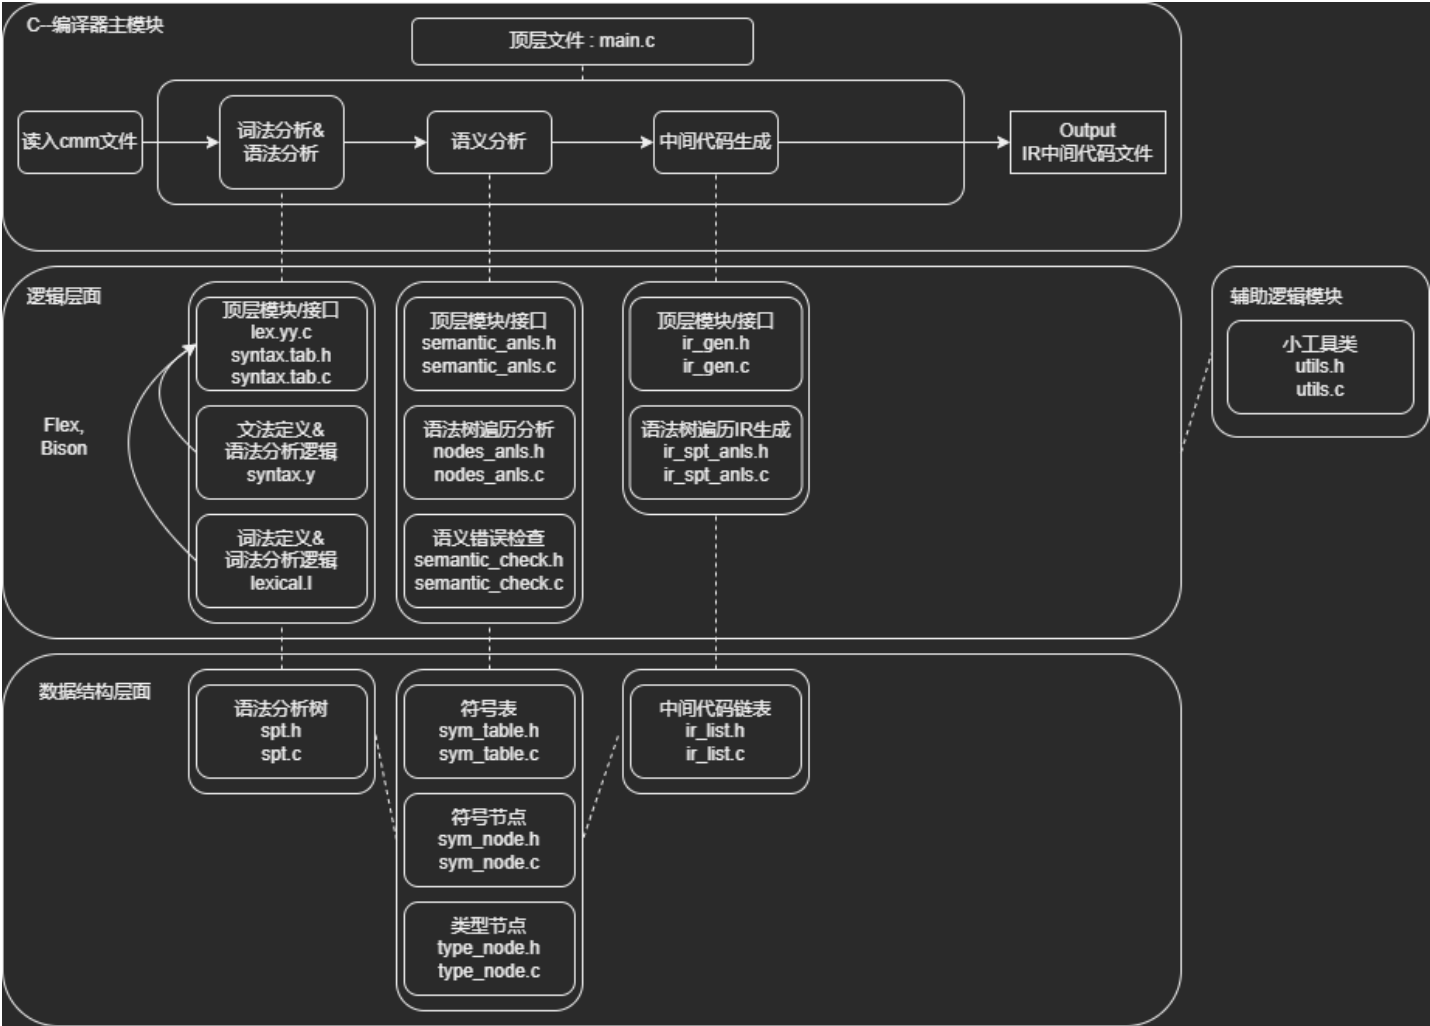 C--编译器主模块
顶层文件 : main.c
读入cmm文件
词法分析&
语法分析
语义分析
中间代码生成
Output
IR中间代码文件
逻辑层面
顶层模块/接口
lex.yy.c
syntax.tab.h
syntax.tab.c
Flex,
Bison
文法定义&
语法分析逻辑
syntax.y
词法定义&
词法分析逻辑
lexical.l
顶层模块/接口
semantic_anls.h
semantic_anls.c
语法树遍历分析
nodes_anls.h
nodes_anls.c
语义错误检查
semantic_check.h
semantic_check.c
顶层模块/接口
ir_gen.h
ir_gen.c
语法树遍历IR生成
ir_spt_anls.h
ir_spt_anls.c
辅助逻辑模块
小工具类
utils.h
utils.c
数据结构层面
语法分析树
spt.h
spt.c
符号表
sym_table.h
sym_table.c
符号节点
sym_node.h
sym_node.c
类型节点
type_node.h
type_node.c
中间代码链表
ir_list.h
ir_list.c